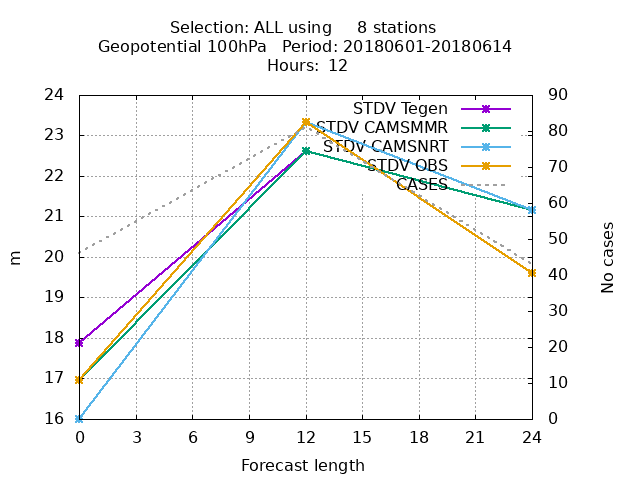 Selection: ALL using     8 stations
Geopotential 100hPa   Period: 20180601-20180614
Hours:  12
STDV Tegen
STDV CAMSMMR
STDV CAMSNRT
STDV OBS
CASES
24
23
22
21
20
19
18
17
16
m
90
80
70
60
50
40
30
20
10
0
No cases
0 3 6 9 12 15 18 21 24
Forecast length